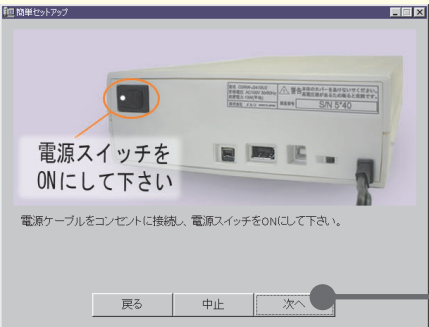 簡単セットアップ
電源スイッチを
ONにして下さい
S/N 5*40
電源ケーブルをコンセントに接続し、電源スイッチをONにして下さい。
戻る
中止
次へ